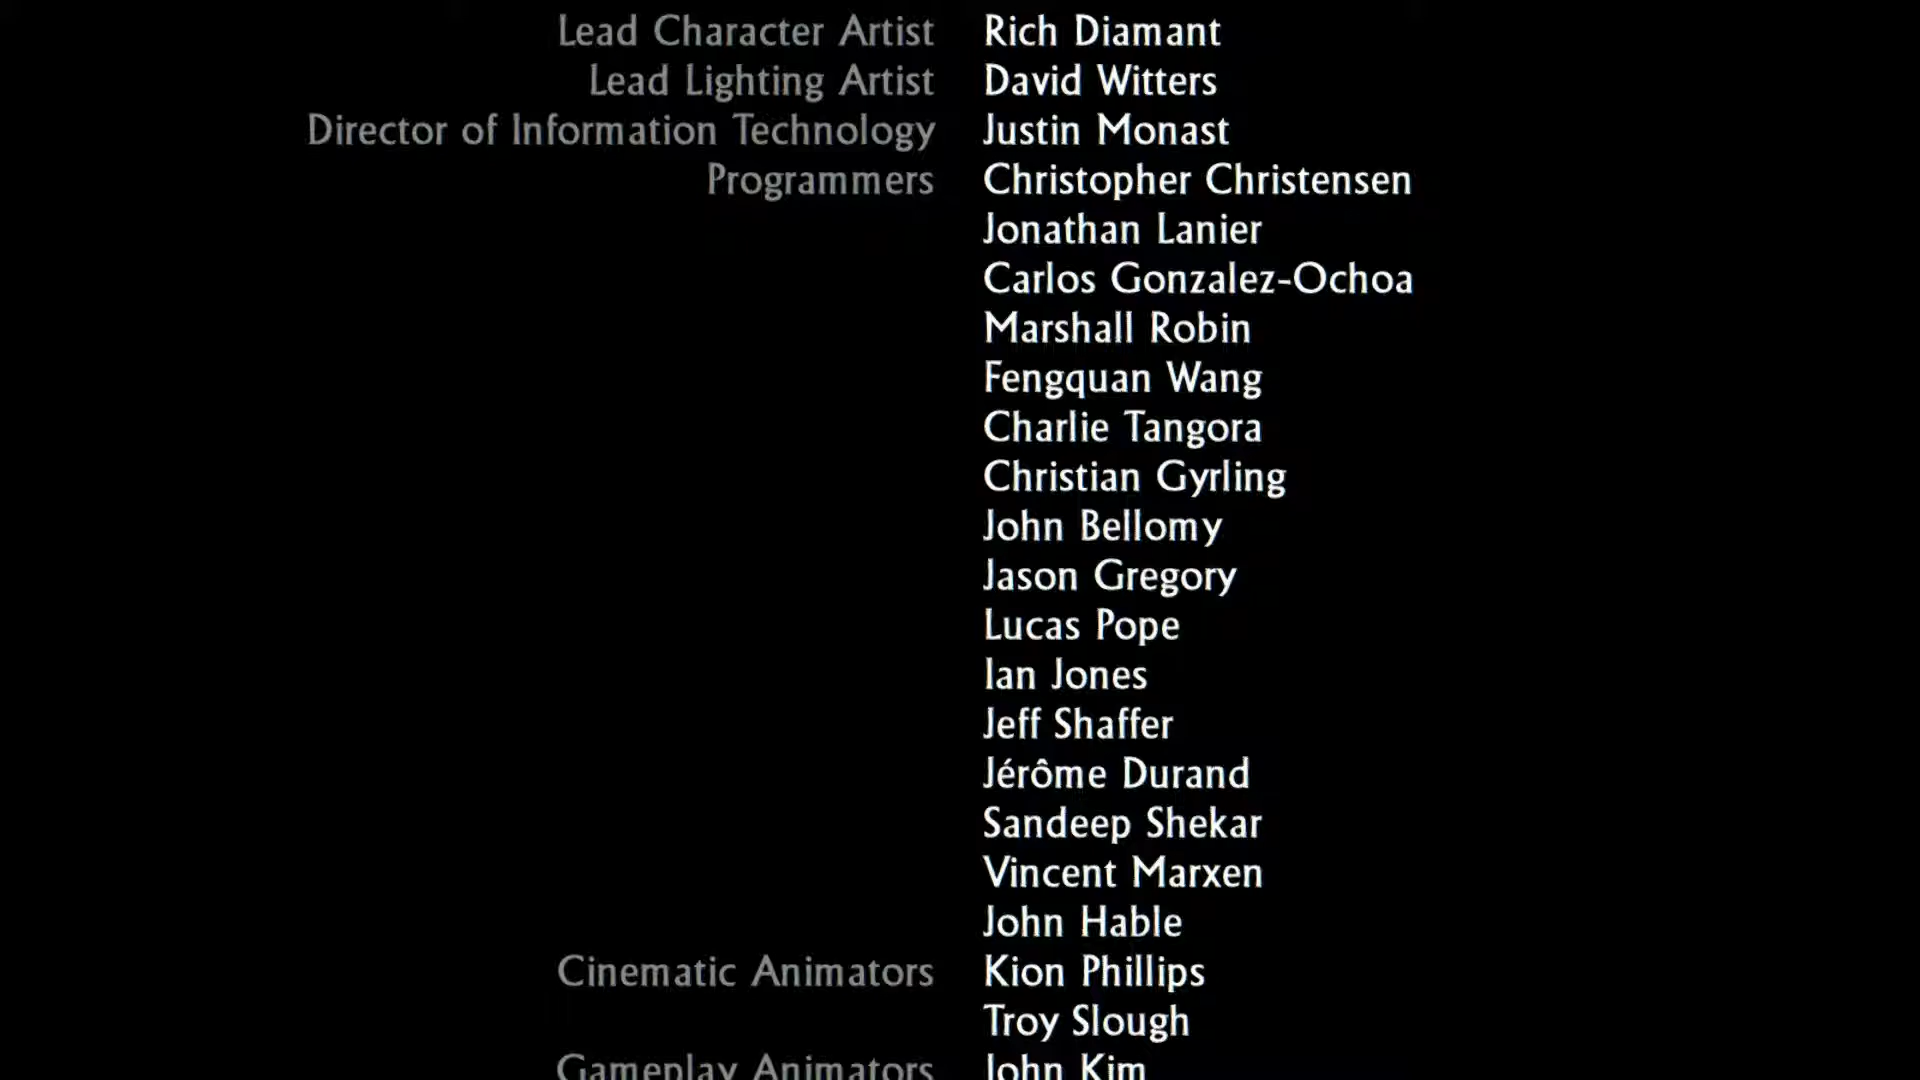 Lead Character Artist Rich Diamant
Lead Lighting Artist David Witters
Director of Information Technology Justin Monast
Programmers Christopher Christensen
Jonathan Lanier
Carlos Gonzalez-Ochoa
Marshall Robin
Fengquan Wang
Charlie Tangora
Christian Gyrling
John Bellomy
Jason Gregory
Lucas Pope
Ian Jones
Jeff Shaffer
Jérôme Durand
Sandeep Shekar
Vincent Marxen
John Hable
Cinematic Animators Kion Phillips
Troy Slough
Gameplay Animators John Kim